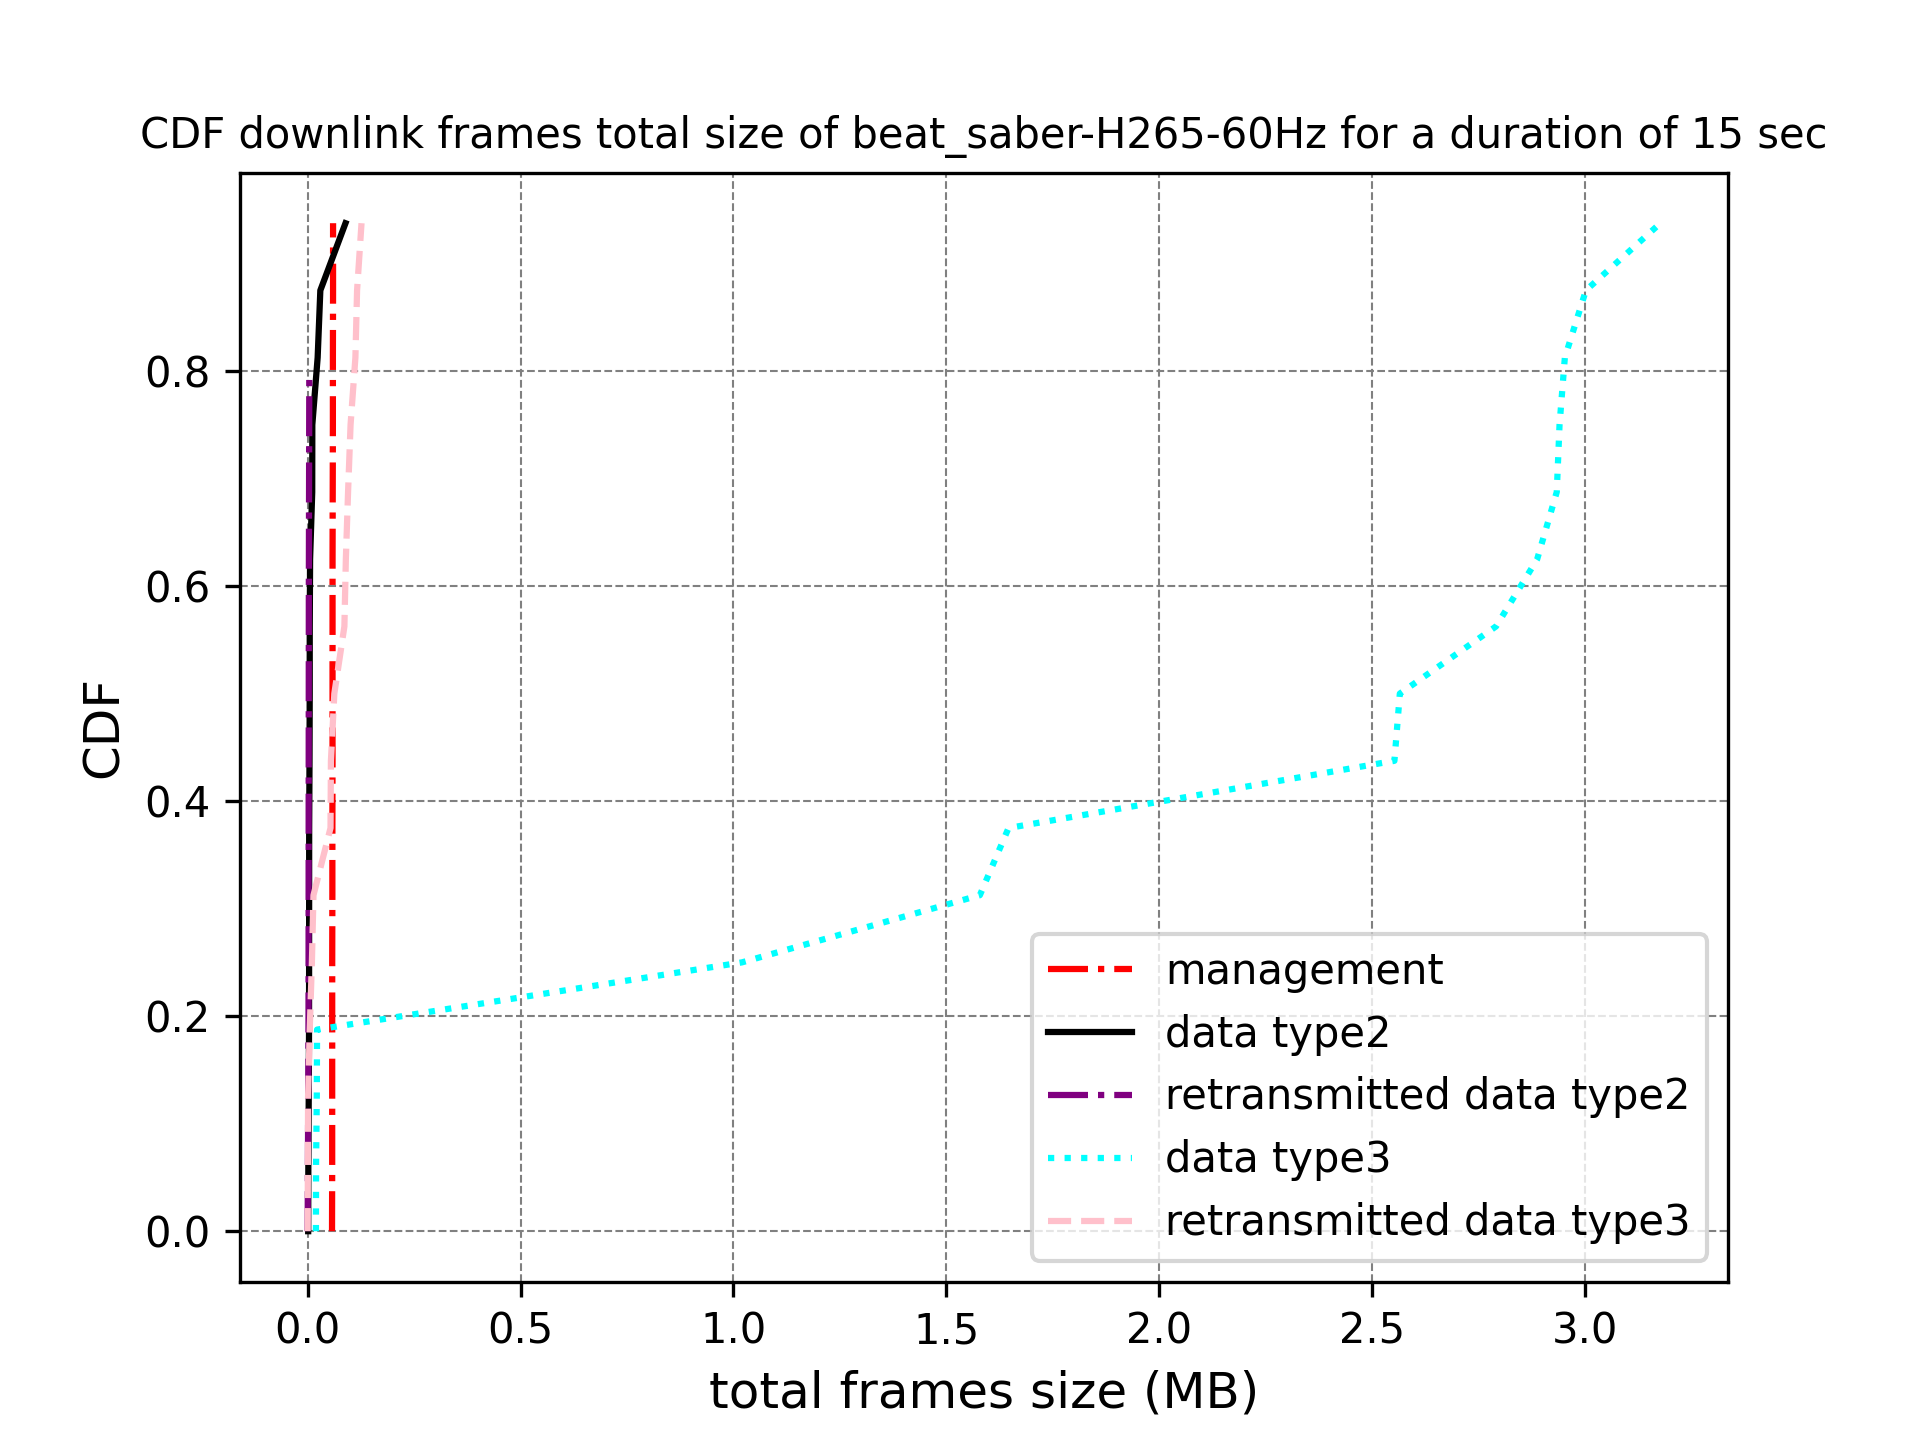 CDF downlink frames total size of beat_saber-H265-60Hz for a duration of 15 sec
CDF
0.8
0.6
0.4
0.2
0.0
management
data type2
retransmitted data type2
data type3
retransmitted data type3
0.0 0.5 1.0 1.5 2.0 2.5 3.0
total frames size (MB)